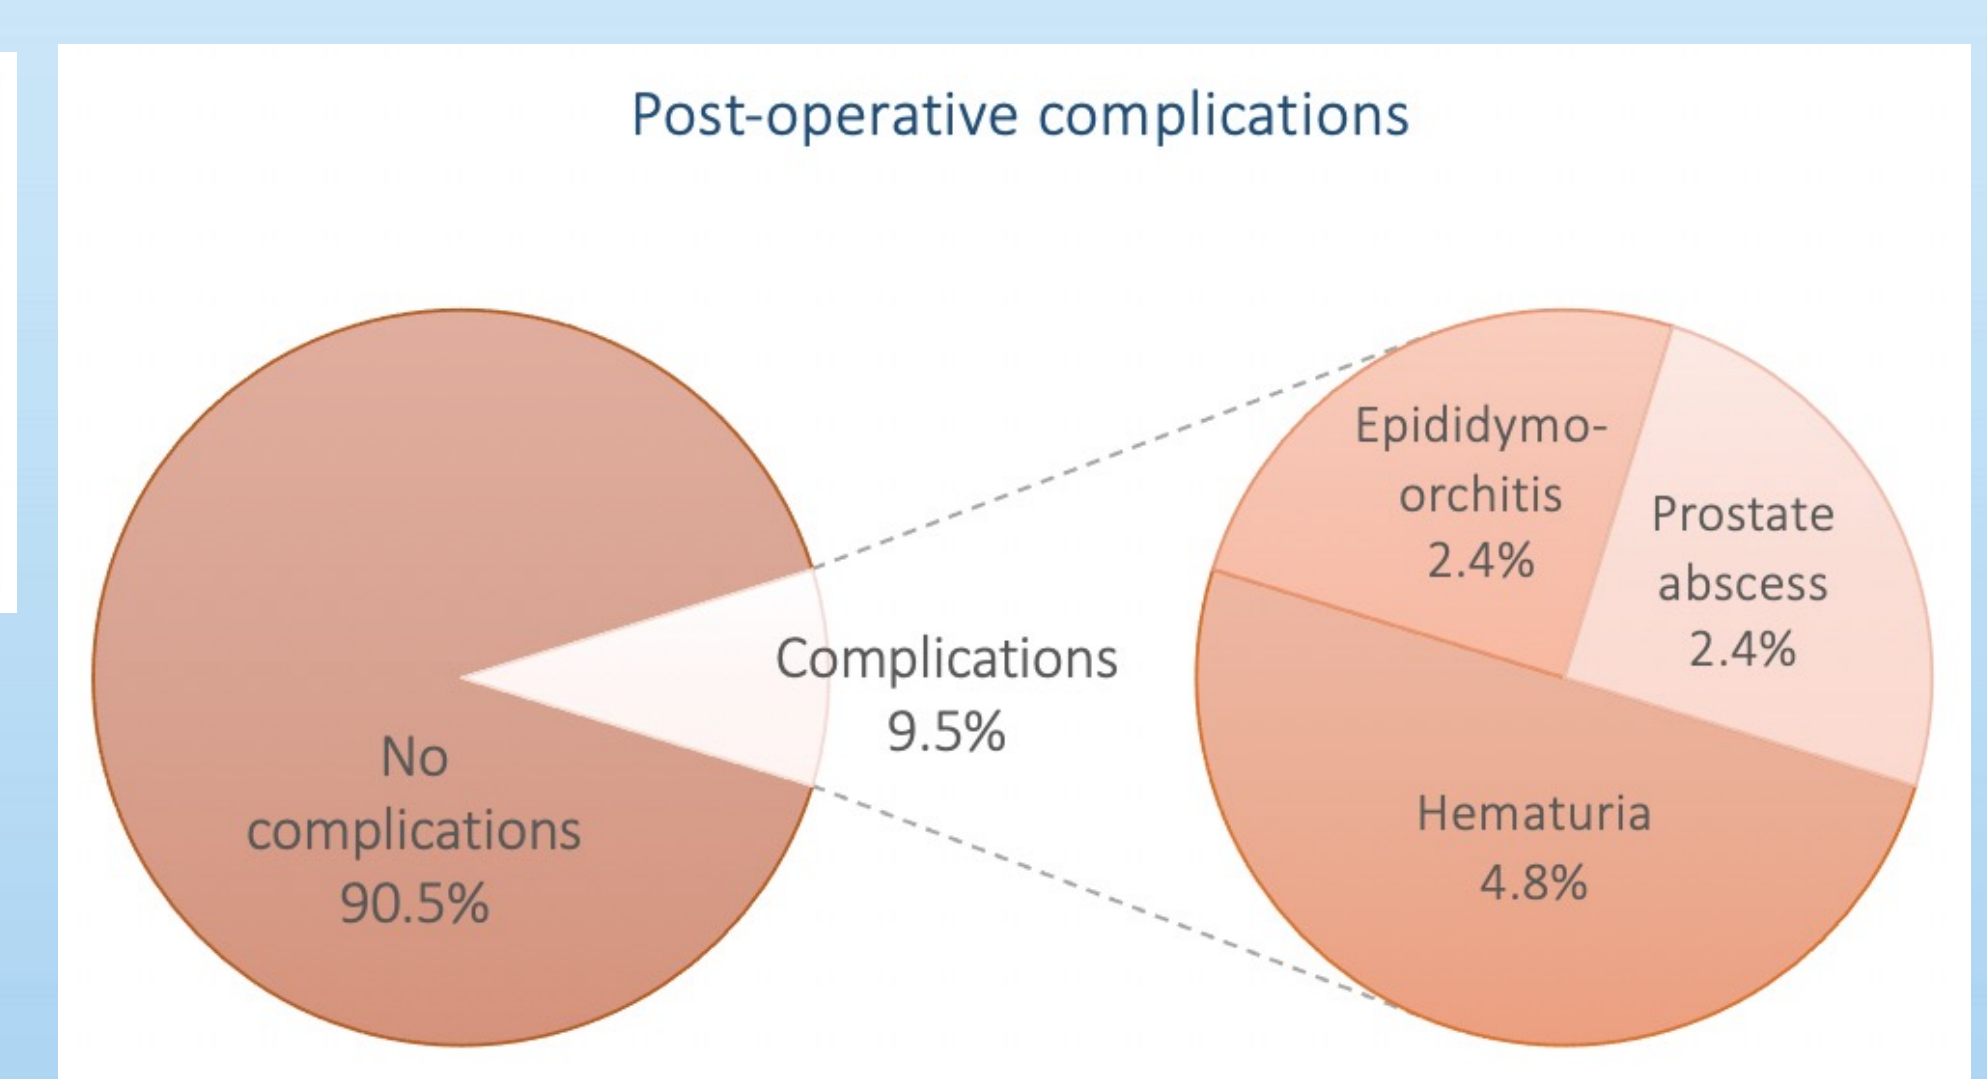 Post-operative complications
No
complications
90.5%
Complications
9.5%
Epididymo-
orchitis
2.4%
Prostate
abscess
2.4%
Hematuria
4.8%